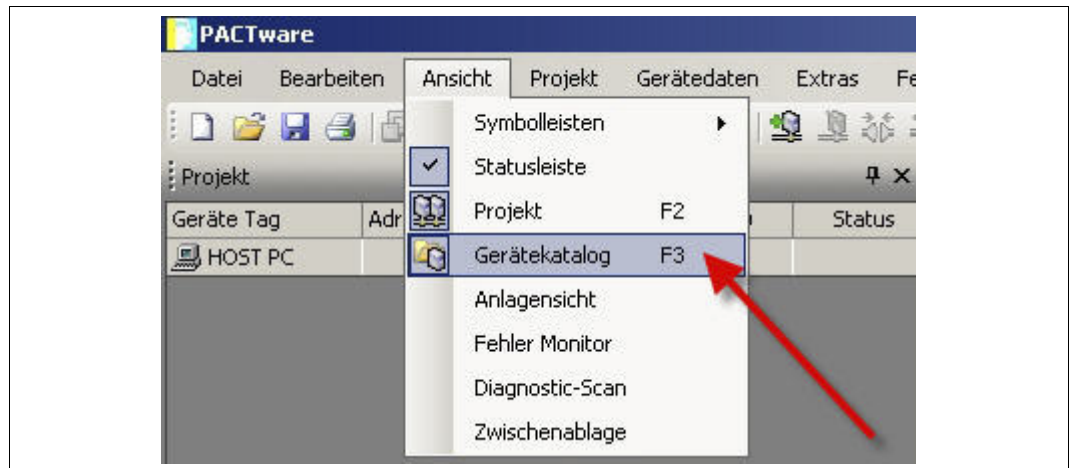 PACTware
Datei Bearbeiten Ansicht Projekt Gerätedaten Extras
Symbolleisten
Statusleiste
Projekt
Projekt F2
Geräte Tag Status
Gerätekatalog F3
HOST PC
Anlagensicht
Fehler Monitor
Diagnostic-Scan
Zwischenablage